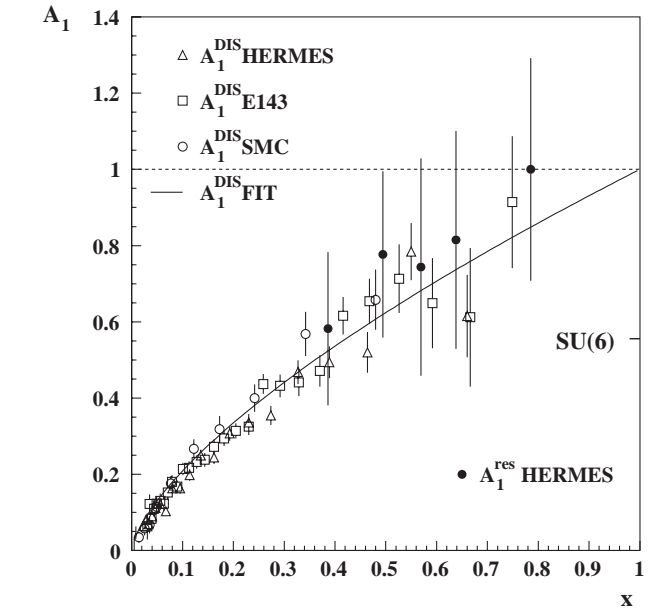 A1
1.4
A1DIS HERMES
1.2
A1DIS E143
A1DIS SMC
1
A1DIS FIT
0.8
0.6
SU(6)
0.4
0.2
A1res HERMES
0
0 0.1 0.2 0.3 0.4 0.5 0.6 0.7 0.8 0.9 1
x